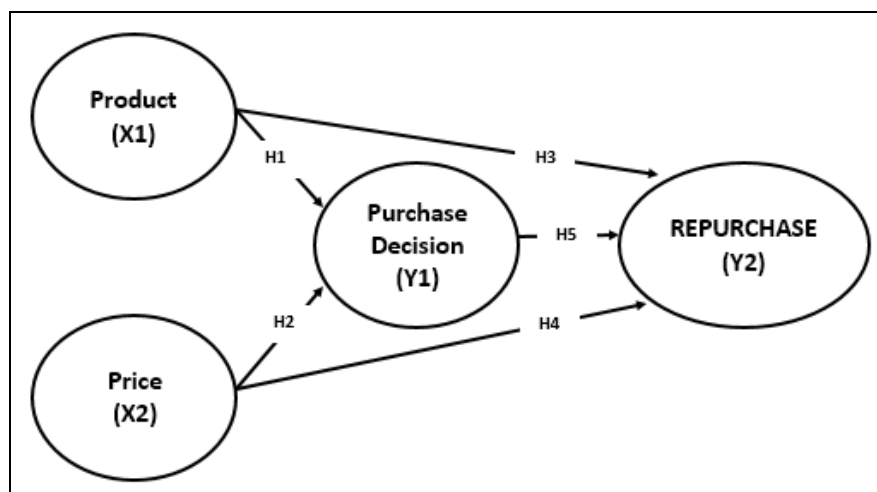 Product
(X1)
H1
H3
Purchase
Decision
(Y1)
H5
REPURCHASE
(Y2)
H2
H4
Price
(X2)